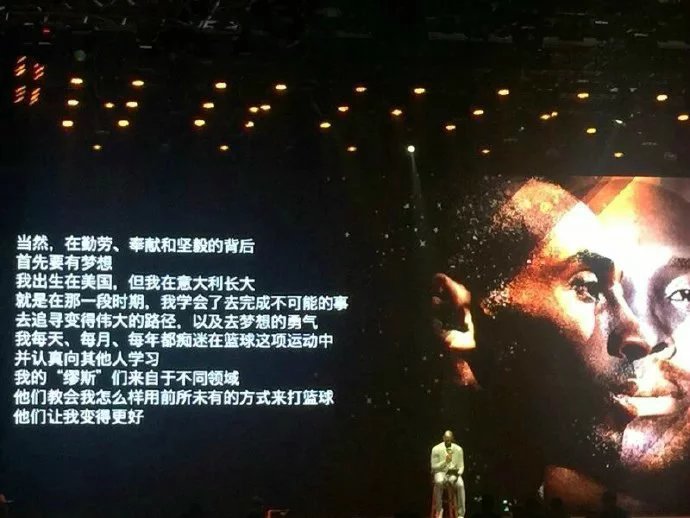 当然，在勤劳、奉献和坚毅的背后
首先要有梦想
我出生在美国，但我在意大利长大
就是在那一段时期，我学会了去完成不可能的事
去追寻变得伟大的路径，以及去梦想的勇气
我每天、每月、每年都痴迷在篮球这项运动中
并认真向其他人学习
我的“缪斯”们来自于不同领域
他们教会我怎么样用前所未有的方式来打篮球
他们让我变得更好